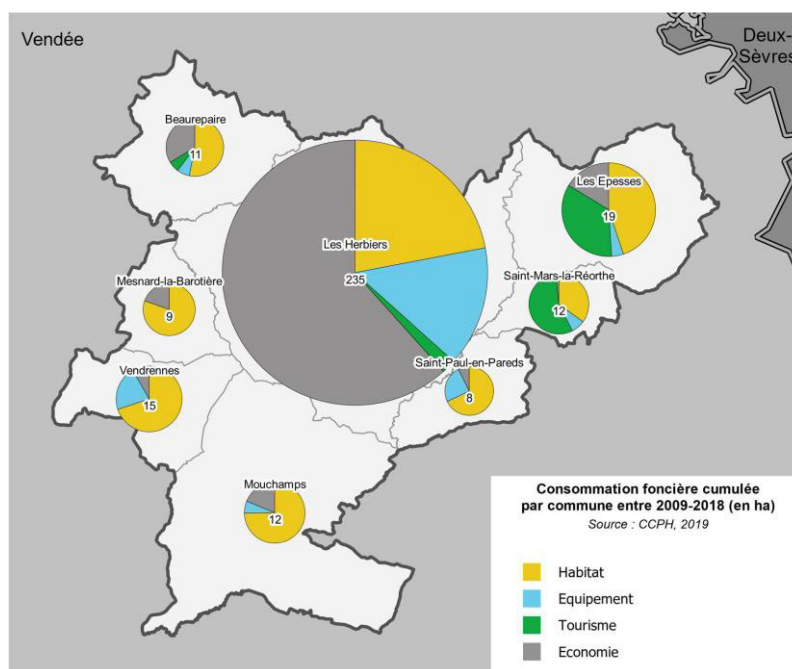 Vendée
Deux-
Sèvres
Beaurepaire
11
Les Herbiers
235
Les Epesses
19
Saint-Mars-la-Réorthe
12
Mesnard-la-Barotière
9
Saint-Paul-en-Pareds
8
Vendrennes
15
Mouchamps
12
Consommation foncière cumulée
par commune entre 2009-2018 (en ha)
Source : CCPH, 2019
Habitat
Equipement
Tourisme
Economie